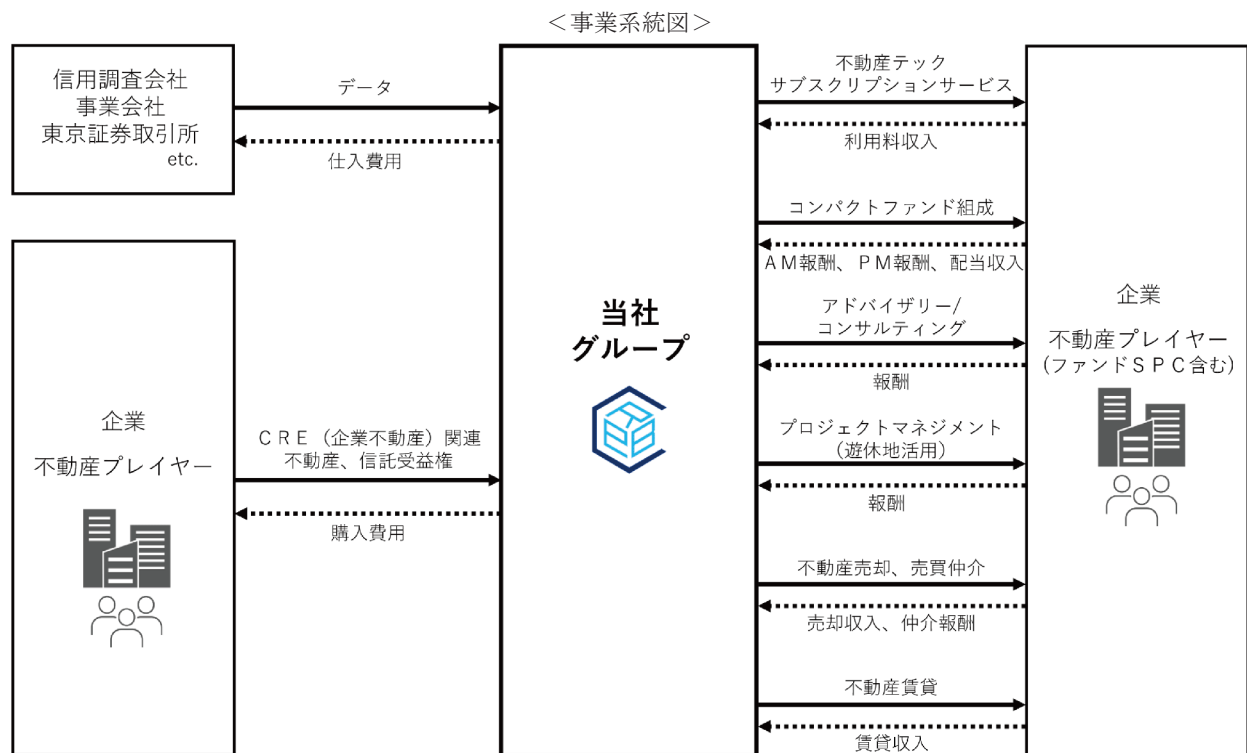 ＜事業系統図＞
信用調査会社
事業会社
東京証券取引所
etc.
データ
仕入費用
企業
不動産プレイヤー
ＣＲＥ（企業不動産）関連
不動産、信託受益権
購入費用
当社
グループ
不動産テック
サブスクリプションサービス
利用料収入
コンパクトファンド組成
ＡＭ報酬、ＰＭ報酬、配当収入
アドバイザリー/
コンサルティング
報酬
プロジェクトマネジメント
（遊休地活用）
報酬
不動産売却、売買仲介
売却収入、仲介報酬
不動産賃貸
賃貸収入
企業
不動産プレイヤー
(ファンドＳＰＣ含む)